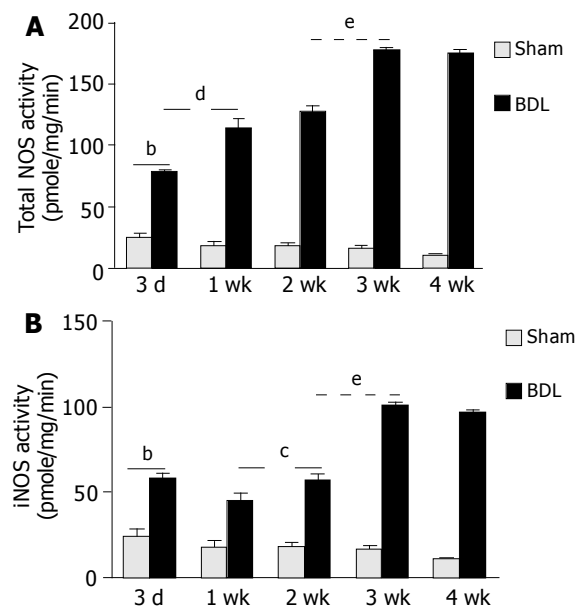 A
Total NOS activity
(pmole/mg/min)
200
150
100
50
0
b
d
e
Sham
BDL
3 d 1 wk 2 wk 3 wk 4 wk
B
iNOS activity
(pmole/mg/min)
150
100
50
0
b
c
e
Sham
BDL
3 d 1 wk 2 wk 3 wk 4 wk